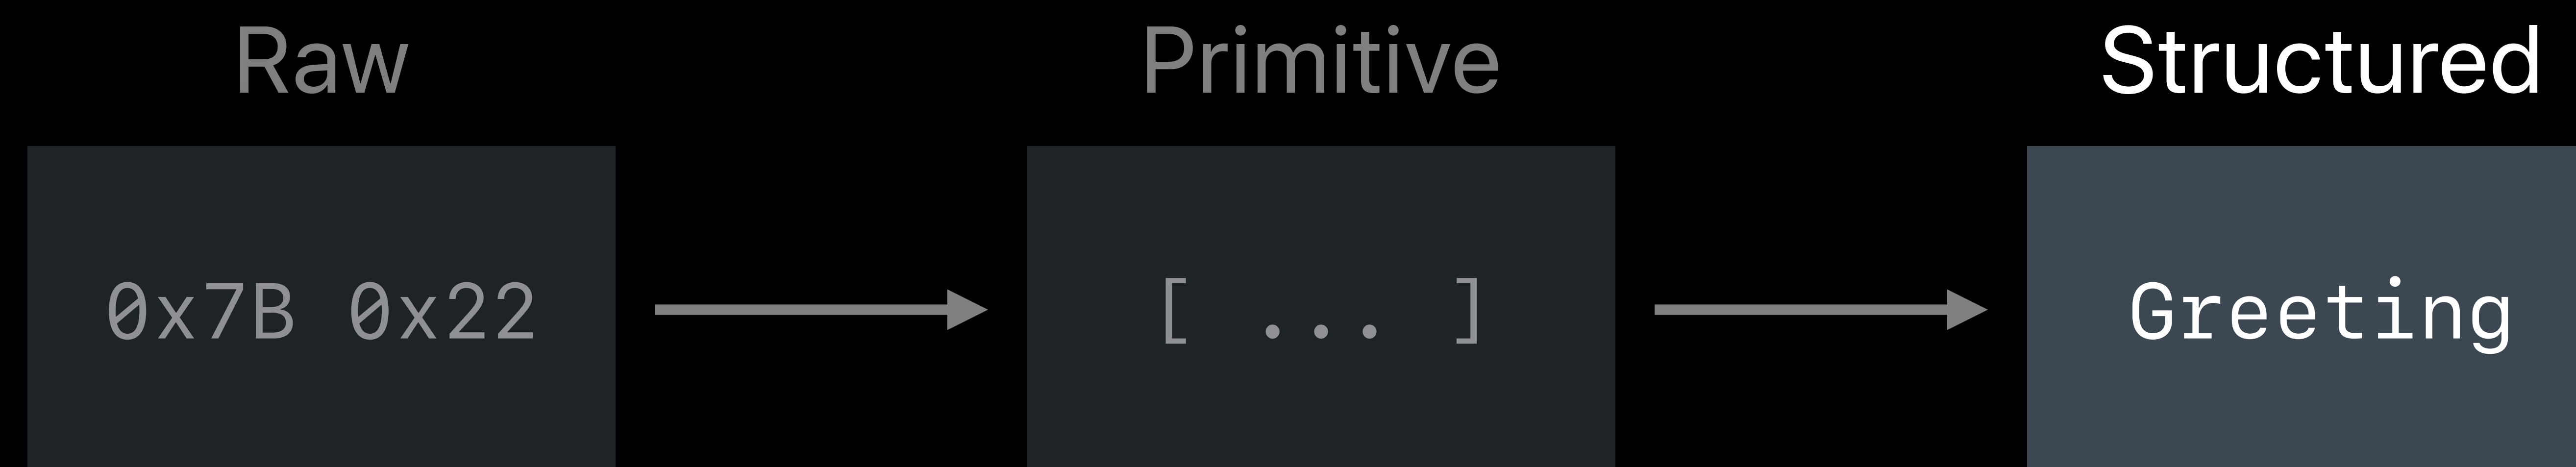 Raw
Primitive
Structured
0x7B 0x22
[ ... ]
Greeting